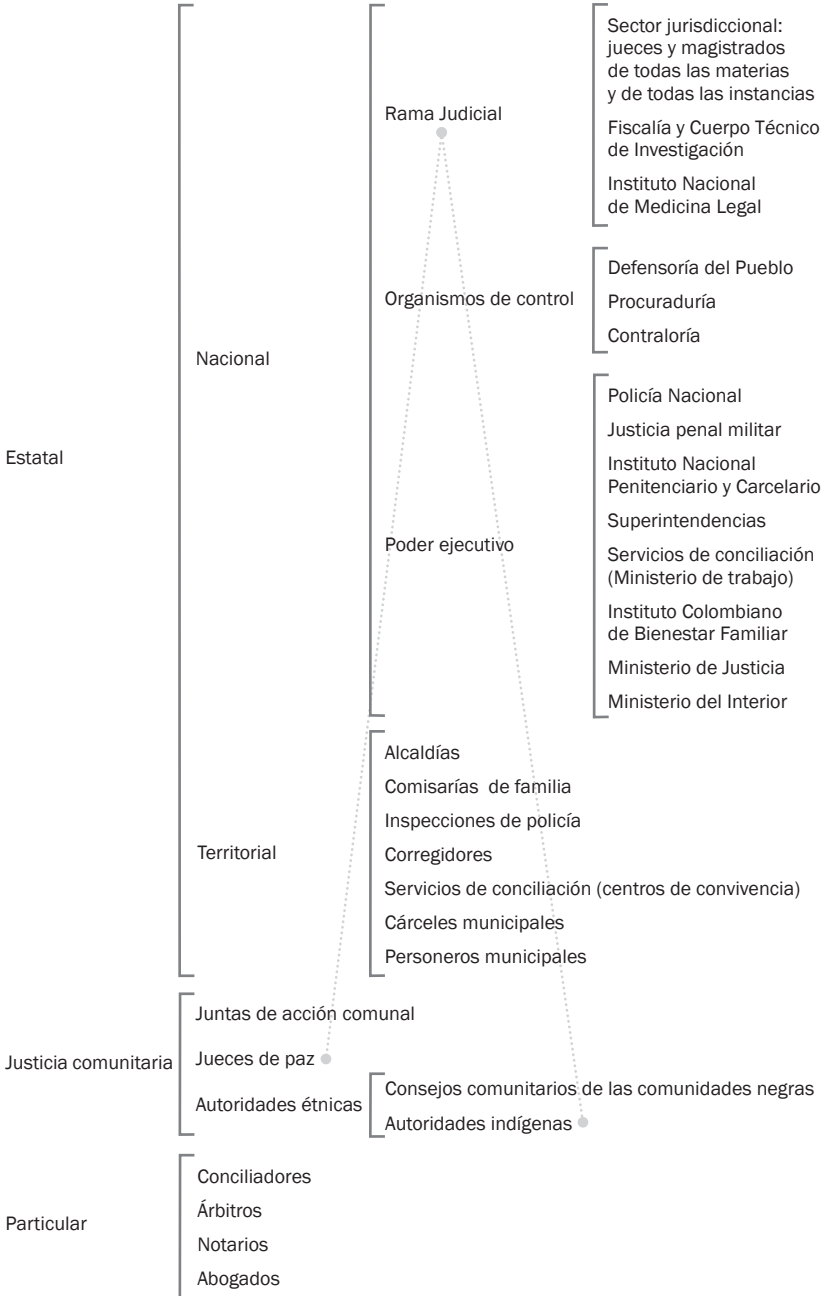 Estatal
Nacional
Rama Judicial
Sector jurisdiccional:
jueces y magistrados
de todas las materias
y de todas las instancias
Fiscalía y Cuerpo Técnico
de Investigación
Instituto Nacional
de Medicina Legal
Organismos de control
Defensoría del Pueblo
Procuraduría
Contraloría
Poder ejecutivo
Policía Nacional
Justicia penal militar
Instituto Nacional
Penitenciario y Carcelario
Superintendencias
Servicios de conciliación
(Ministerio de trabajo)
Instituto Colombiano
de Bienestar Familiar
Ministerio de Justicia
Ministerio del Interior
Territorial
Alcaldías
Comisarías de familia
Inspecciones de policía
Corregidores
Servicios de conciliación (centros de convivencia)
Cárceles municipales
Personeros municipales
Justicia comunitaria
Juntas de acción comunal
Jueces de paz
Autoridades étnicas
Consejos comunitarios de las comunidades negras
Autoridades indígenas
Particular
Conciliadores
Árbitros
Notarios
Abogados